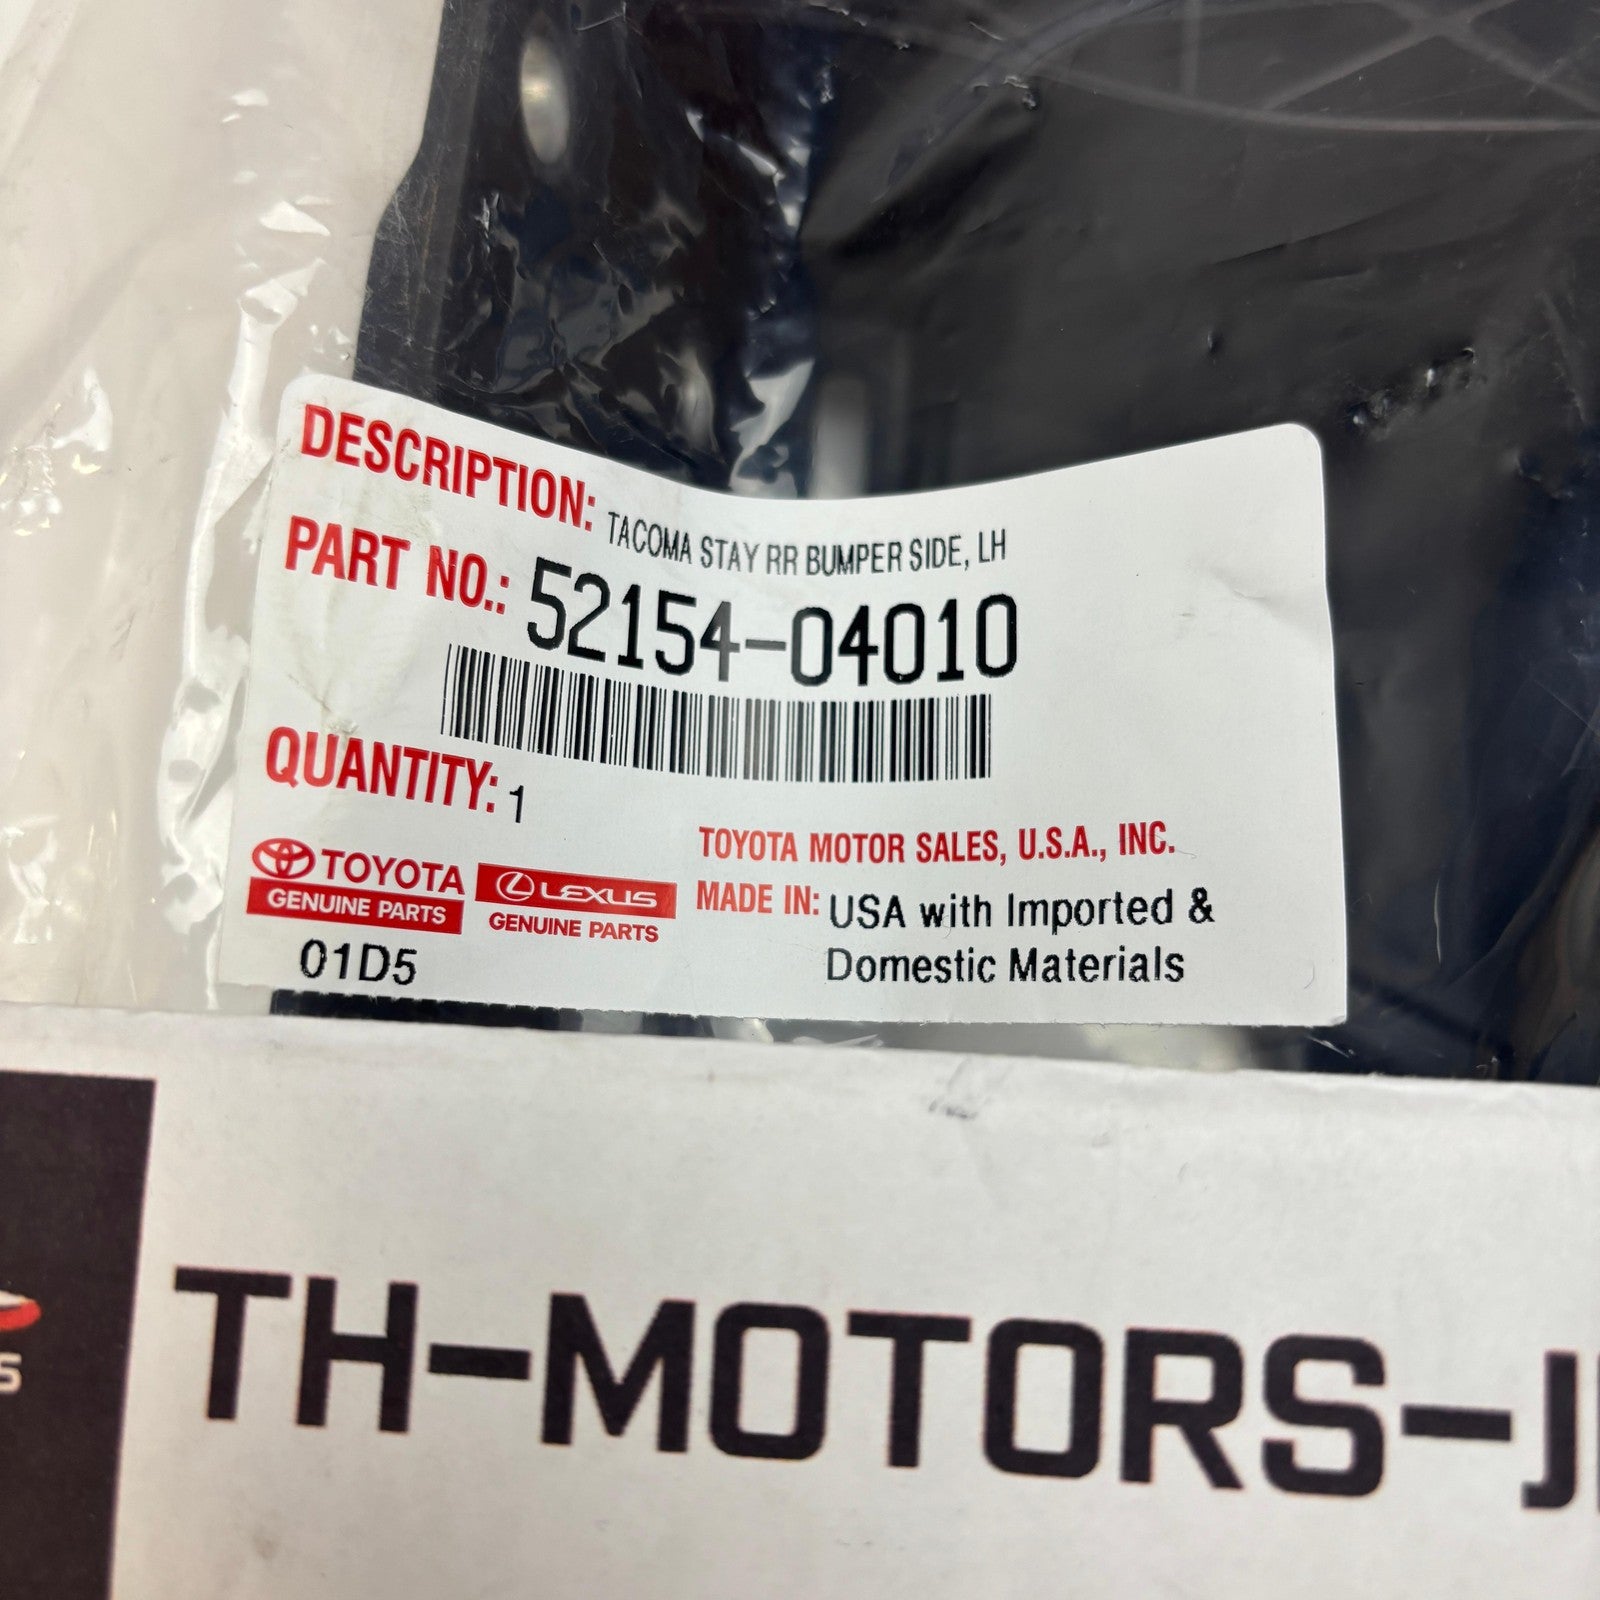 DESCRIPTION: TACOMA STAY RR BUMPER SIDE, LH
PART NO.: 52154-04010
QUANTITY: 1
TOYOTA
GENUINE PARTS
LEXUS
GENUINE PARTS
01D5
TOYOTA MOTOR SALES, U.S.A., INC.
MADE IN: USA with Imported &
Domestic Materials
TH-MOTORS-J
S